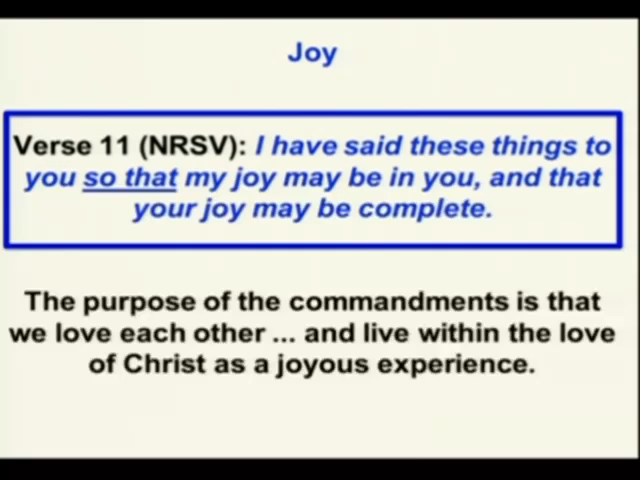 Joy
Verse 11 (NRSV): I have said these things to
you so that my joy may be in you, and that
your joy may be complete.
The purpose of the commandments is that
we love each other ... and live within the love
of Christ as a joyous experience.